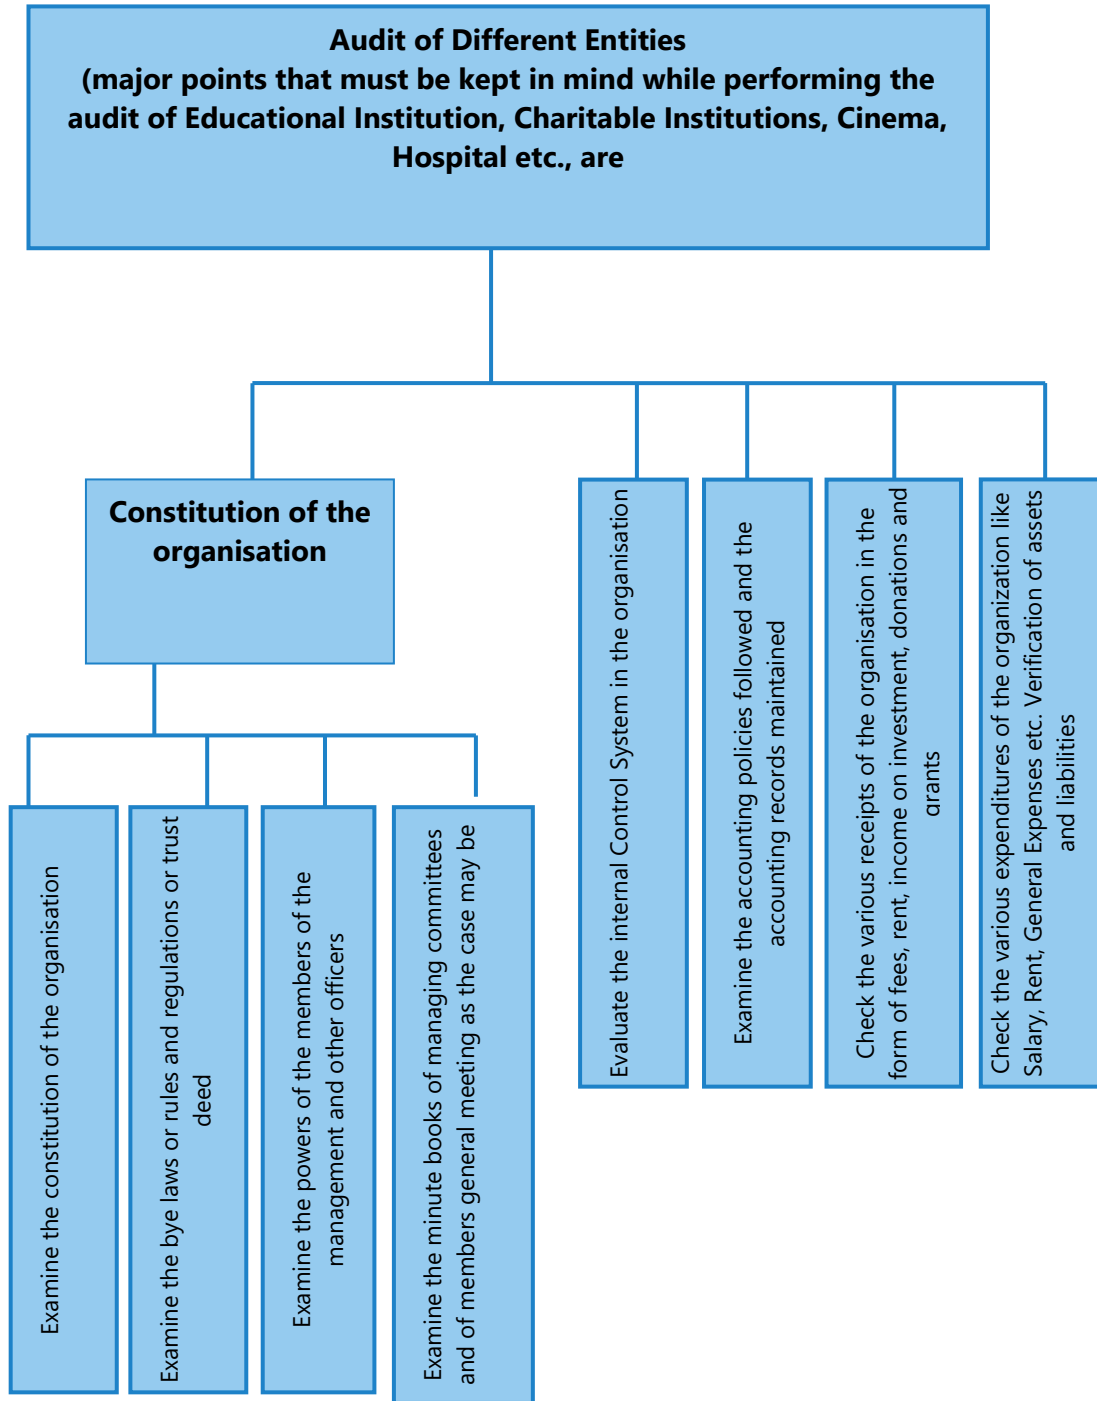 Audit of Different Entities
(major points that must be kept in mind while performing the
audit of Educational Institution, Charitable Institutions, Cinema,
Hospital etc., are
Constitution of the
organisation
Evaluate the internal Control System in the organisation
Examine the accounting policies followed and the
accounting records maintained
Check the various receipts of the organisation in the
form of fees, rent, income on investment, donations and
grants
Check the various expenditures of the organization like
Salary, Rent, General Expenses etc. Verification of assets
and liabilities
Examine the constitution of the organisation
Examine the bye laws or rules and regulations or trust
deed
Examine the powers of the members of the
management and other officers
Examine the minute books of managing committees
and of members general meeting as the case may be